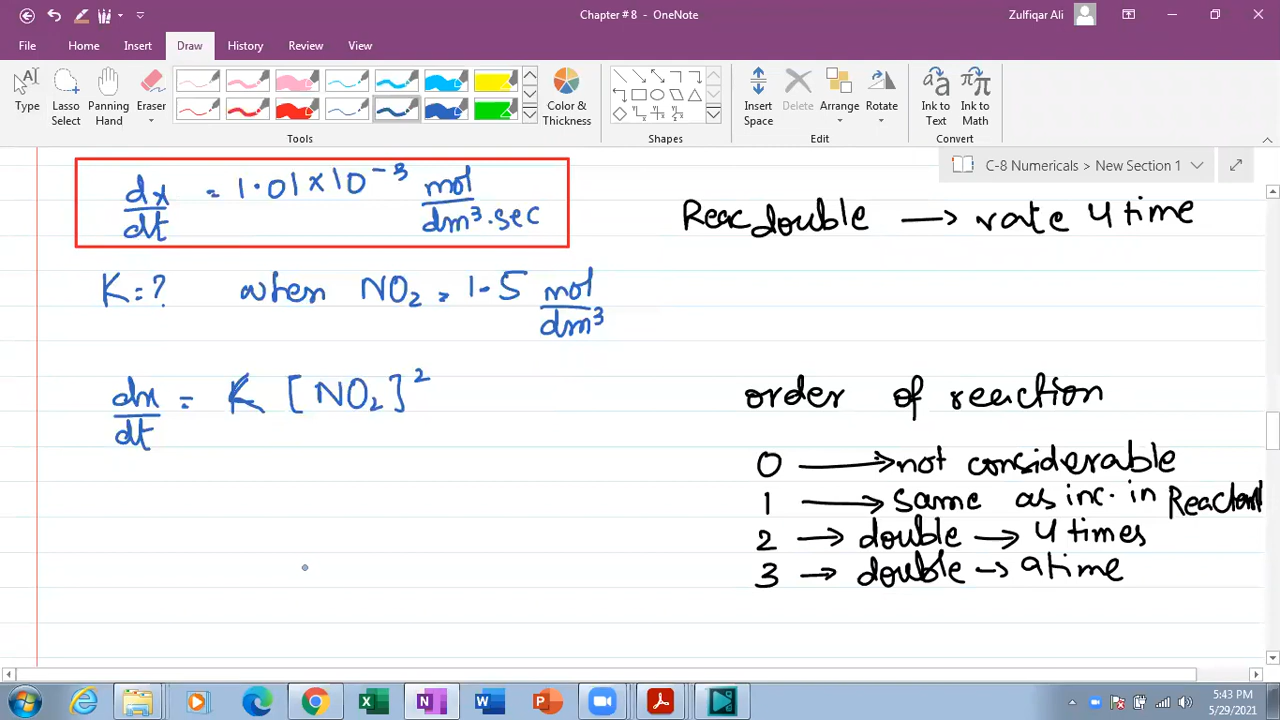 Chapter # 8 - OneNote
Zulfiqar Ali
File Home Insert Draw History Review View
Type
Lasso Select
Panning Hand
Eraser
Color & Thickness
Insert Space
Delete
Arrange
Rotate
Ink to Text
Ink to Math
Tools
Shapes
Edit
Convert
C-8 Numericals > New Section 1
dx/dt = 1.01 × 10⁻³ mol/dm³.sec
Reac double → rate 4 time
K = ? when NO₂ = 1.5 mol/dm³
dx/dt = K [NO₂]²
order of reaction
0 → not considerable
1 → same as inc. in Reactant
2 → double → 4 times
3 → double → 9 time
5:43 PM
5/29/2021